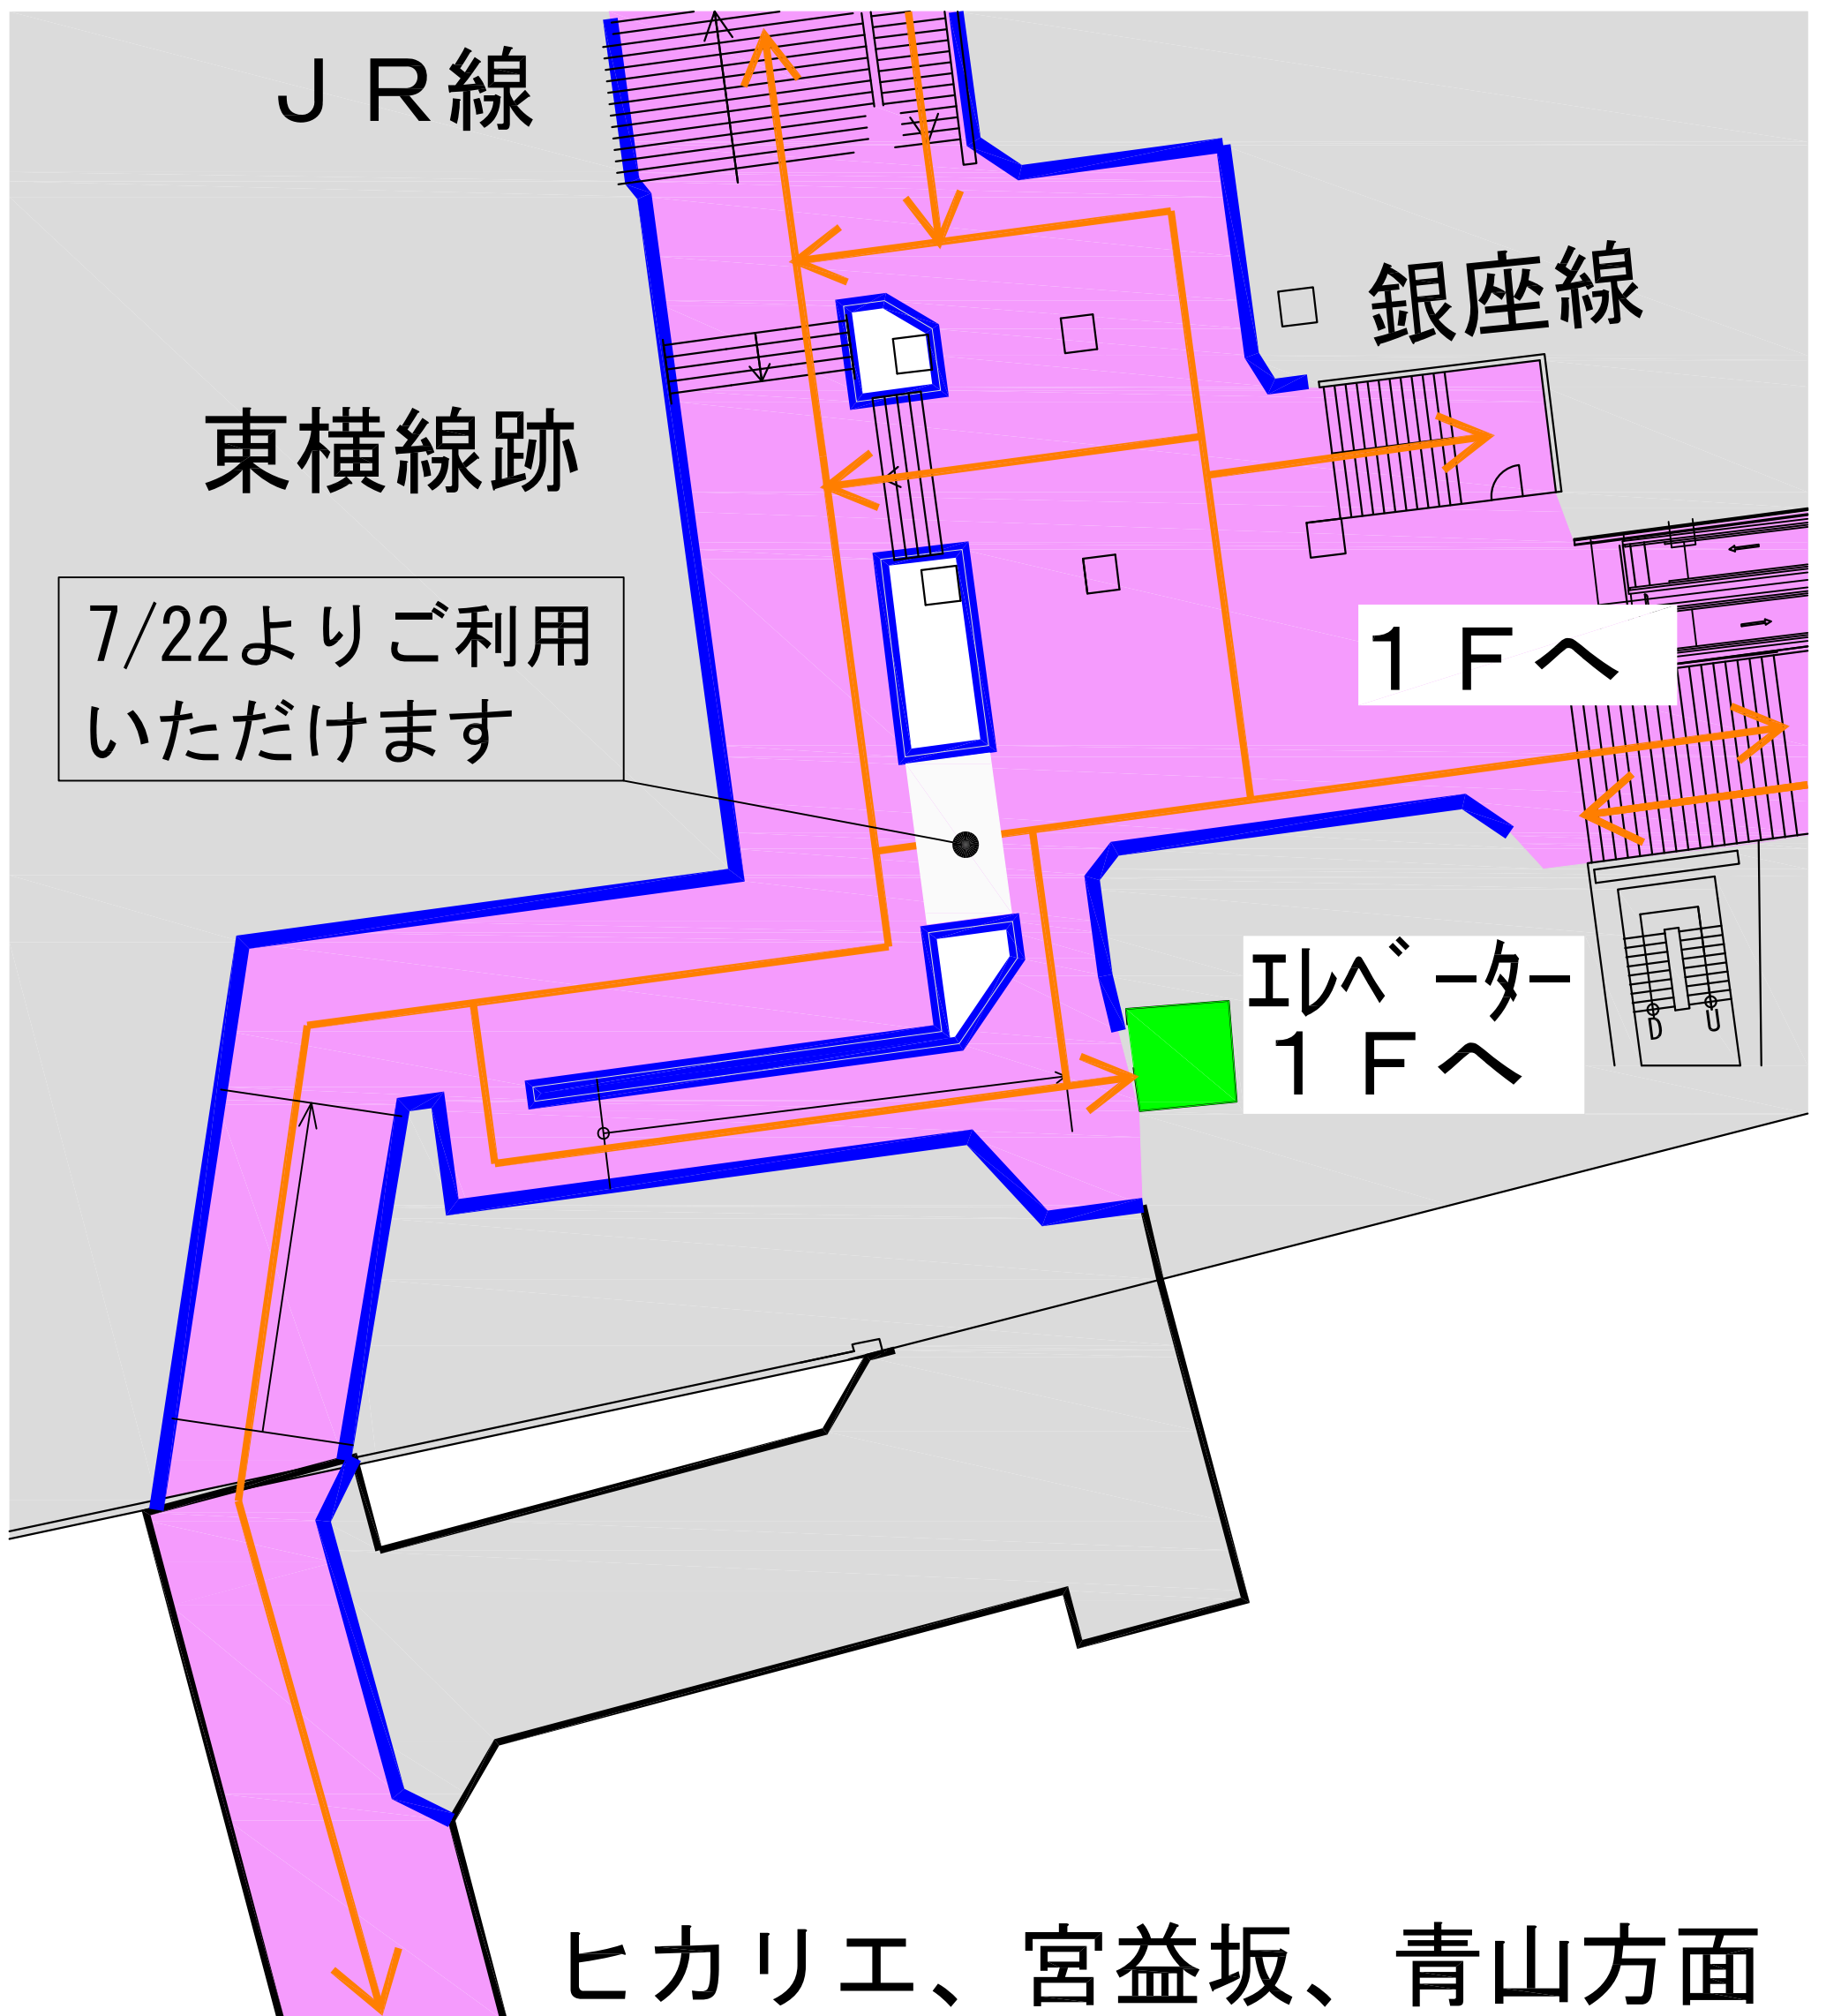 ＪＲ線
銀座線
東横線跡
7/22よりご利用
いただけます
１Ｆへ
ｴﾚﾍﾞｰﾀｰ
１Ｆへ
D
U
ヒカリエ、宮益坂、青山方面